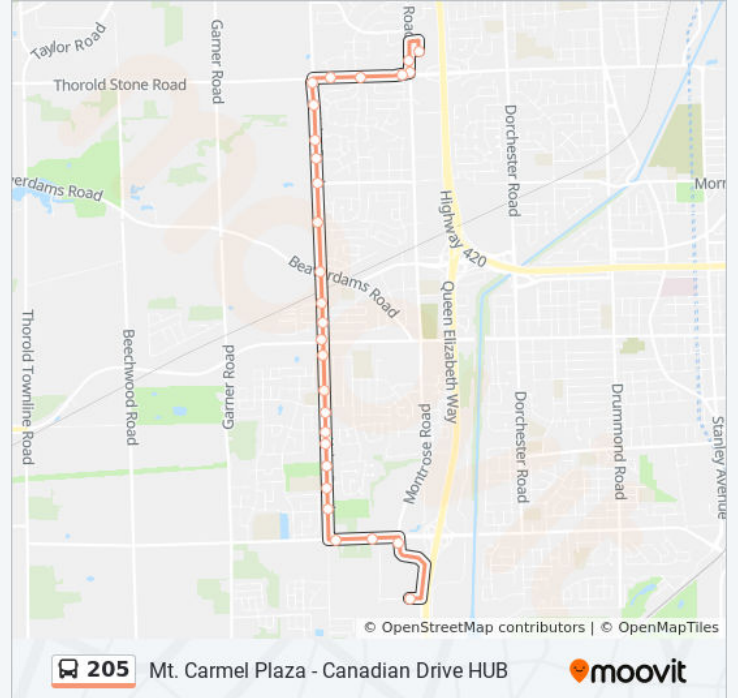 Road
Taylor Road
Garner Road
Thorold Stone Road
Dorchester Road
verdams Road
Morr
Highway 420
Beaverdams Road
Queen Elizabeth Way
Thorold Townline Road
Beechwood Road
Garner Road
Montrose Road
Dorchester Road
Drummond Road
Stanley Avenue
© OpenStreetMap contributors | © OpenMapTiles
205 Mt. Carmel Plaza - Canadian Drive HUB
moovit